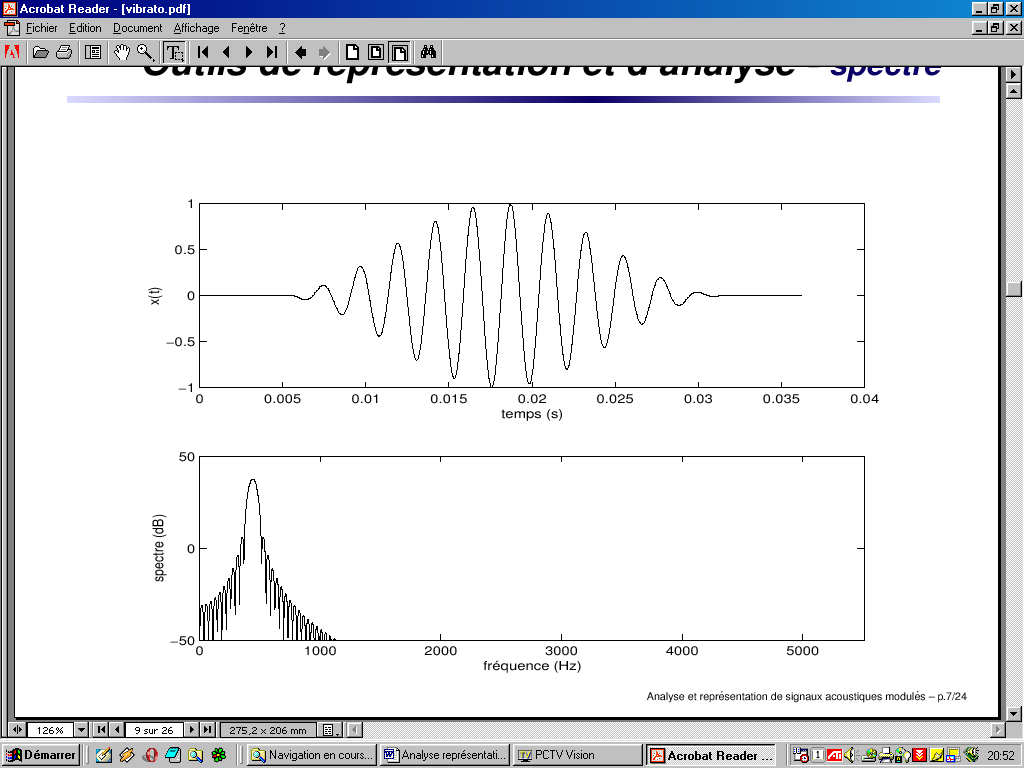 Acrobat Reader - [vibrato.pdf]
Fichier Edition Document Affichage Fenêtre ?
Outils de représentation et d'analyse - spectre
1
0.5
0
−0.5
−1
x(t)
0 0.005 0.01 0.015 0.02 0.025 0.03 0.035 0.04
temps (s)
50
0
−50
spectre (dB)
0 1000 2000 3000 4000 5000
fréquence (Hz)
Analyse et représentation de signaux acoustiques modulés – p.7/24
126% 9 sur 26 275,2 x 206 mm
Démarrer Navigation en cours... Analyse représentati... PCTV Vision Acrobat Reader ... 20:52